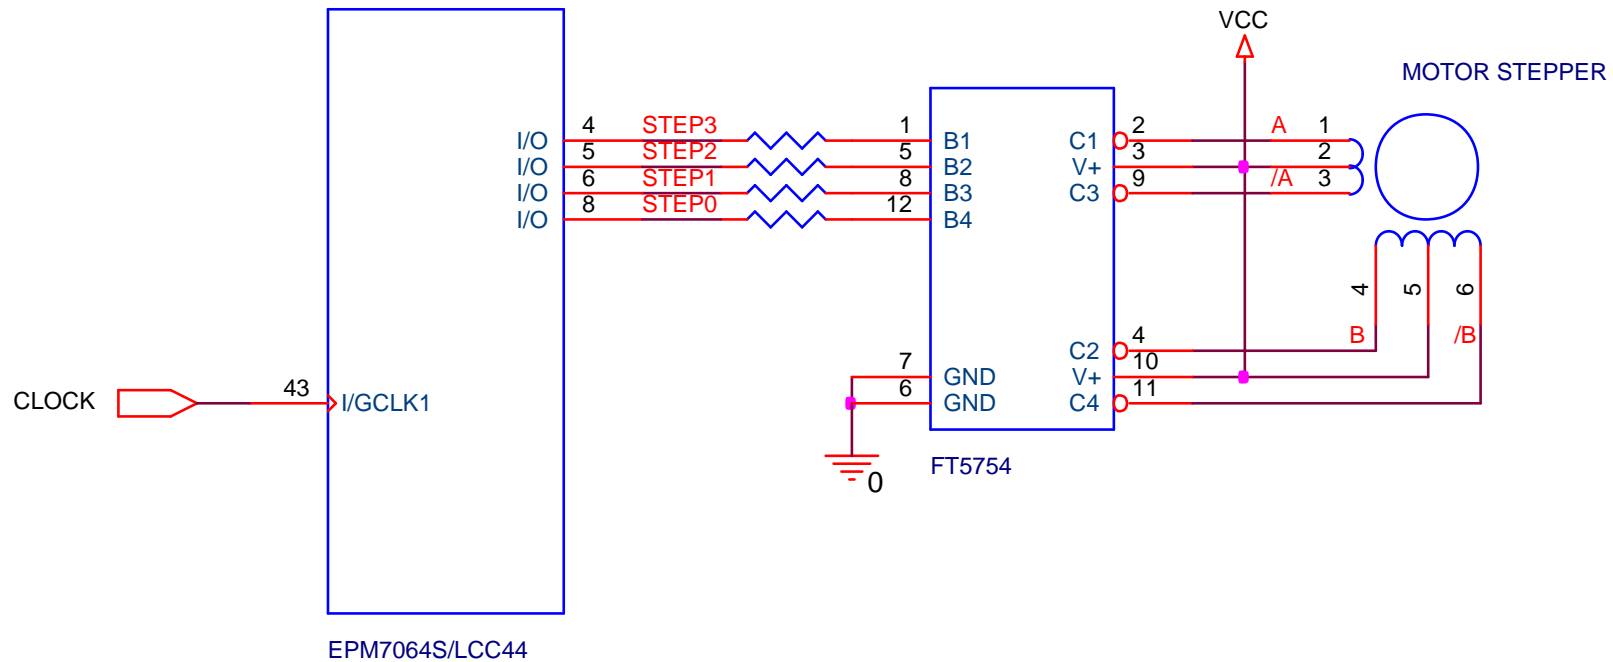 VCC
MOTOR STEPPER
I/O 4 STEP3 1 B1 C1 2 A 1
I/O 5 STEP2 5 B2 V+ 3 2
I/O 6 STEP1 8 B3 C3 9 /A 3
I/O 8 STEP0 12 B4
4 5 6
B /B
C2 4
7 GND V+ 10
CLOCK 43 I/GCLK1 6 GND C4 11
FT5754
0
EPM7064S/LCC44